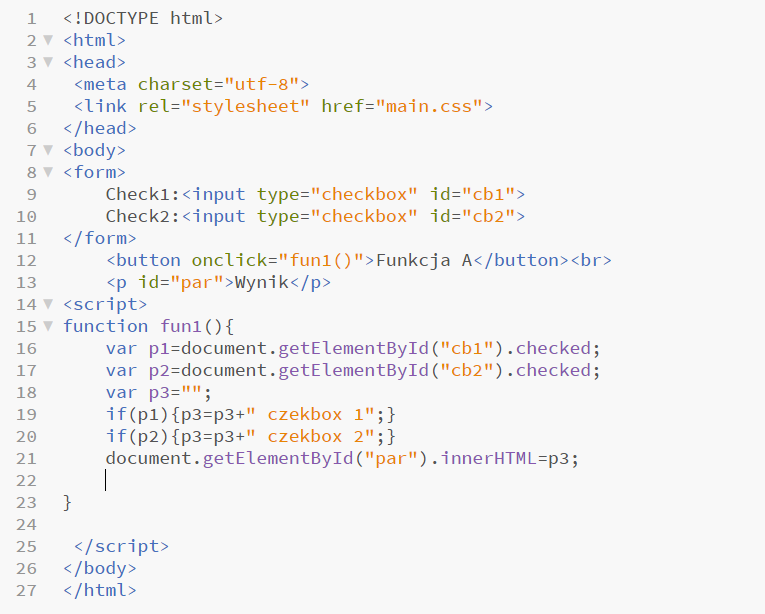 1 <!DOCTYPE html>
2 <html>
3 <head>
4 <meta charset="utf-8">
5 <link rel="stylesheet" href="main.css">
6 </head>
7 <body>
8 <form>
9 Check1:<input type="checkbox" id="cb1">
10 Check2:<input type="checkbox" id="cb2">
11 </form>
12 <button onclick="fun1()">Funkcja A</button><br>
13 <p id="par">Wynik</p>
14 <script>
15 function fun1(){
16 var p1=document.getElementById("cb1").checked;
17 var p2=document.getElementById("cb2").checked;
18 var p3="";
19 if(p1){p3=p3+" czekbox 1";}
20 if(p2){p3=p3+" czekbox 2";}
21 document.getElementById("par").innerHTML=p3;
22
23 }
24
25 </script>
26 </body>
27 </html>